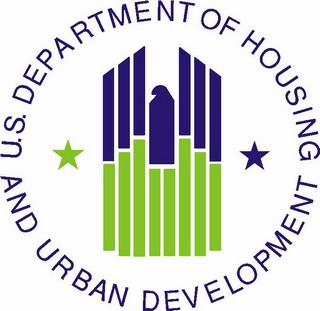 U.S. DEPARTMENT OF HOUSING
AND URBAN DEVELOPMENT